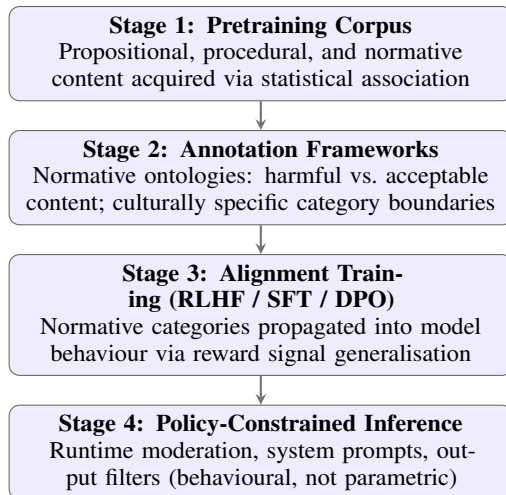 Stage 1: Pretraining Corpus
Propositional, procedural, and normative
content acquired via statistical association
Stage 2: Annotation Frameworks
Normative ontologies: harmful vs. acceptable
content; culturally specific category boundaries
Stage 3: Alignment Train-
ing (RLHF / SFT / DPO)
Normative categories propagated into model
behaviour via reward signal generalisation
Stage 4: Policy-Constrained Inference
Runtime moderation, system prompts, out-
put filters (behavioural, not parametric)